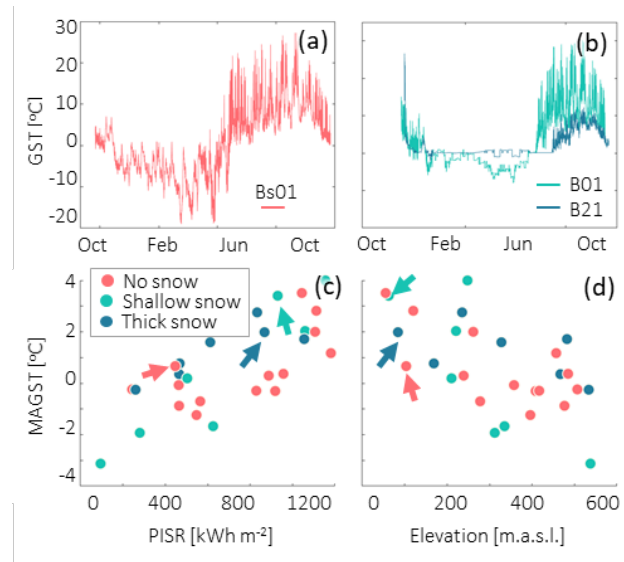 (a)
(b)
GST [ºC]
30
20
10
0
-10
-20
Bs01
B01
B21
Oct Feb Jun Oct
Oct Feb Jun Oct
No snow
Shallow snow
Thick snow
(c)
(d)
MAGST [ºC]
4
2
0
-2
-4
0 400 800 1200
0 200 400 600
PISR [kWh m-2]
Elevation [m.a.s.l.]